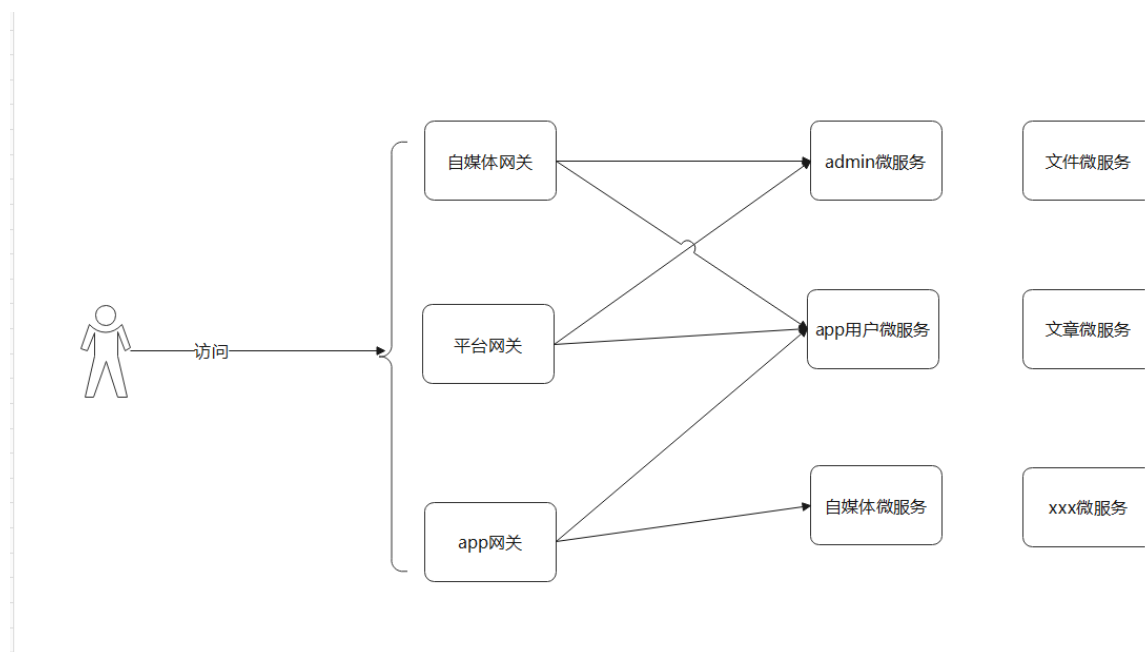 自媒体网关
admin微服务
文件微服务
访问
平台网关
app用户微服务
文章微服务
app网关
自媒体微服务
xxx微服务